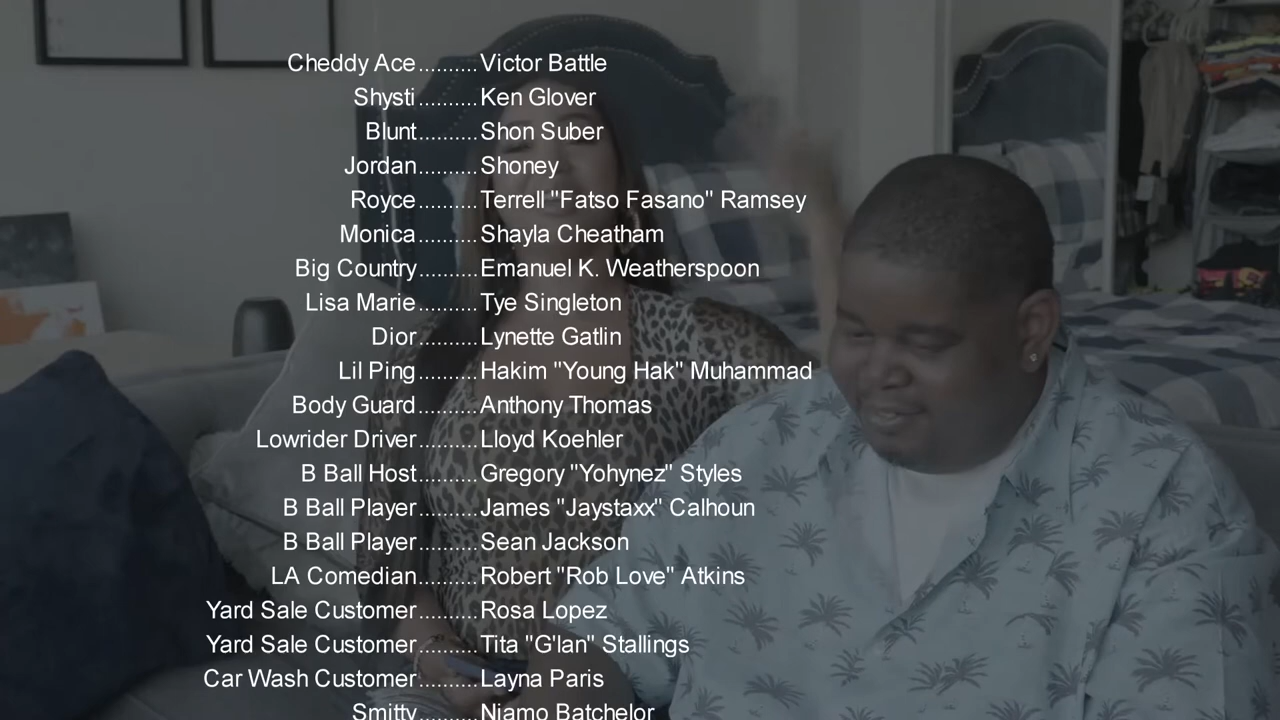 Cheddy Ace..........Victor Battle
Shysti..........Ken Glover
Blunt..........Shon Suber
Jordan..........Shoney
Royce..........Terrell "Fatso Fasano" Ramsey
Monica..........Shayla Cheatham
Big Country..........Emanuel K. Weatherspoon
Lisa Marie..........Tye Singleton
Dior..........Lynette Gatlin
Lil Ping..........Hakim "Young Hak" Muhammad
Body Guard..........Anthony Thomas
Lowrider Driver..........Lloyd Koehler
B Ball Host..........Gregory "Yohynez" Styles
B Ball Player..........James "Jaystaxx" Calhoun
B Ball Player..........Sean Jackson
LA Comedian..........Robert "Rob Love" Atkins
Yard Sale Customer..........Rosa Lopez
Yard Sale Customer..........Tita "G'lan" Stallings
Car Wash Customer..........Layna Paris
Smitty..........Niamo Batchelor